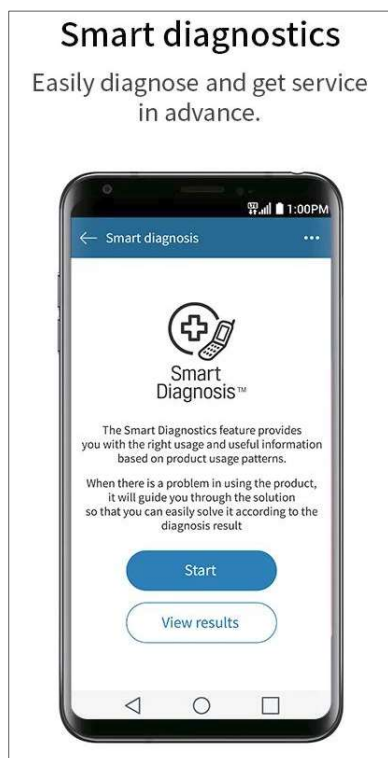 Smart diagnostics
Easily diagnose and get service
in advance.
LTE 1:00PM
Smart diagnosis
Smart
Diagnosis™
The Smart Diagnostics feature provides
you with the right usage and useful information
based on product usage patterns.
When there is a problem in using the product,
it will guide you through the solution
so that you can easily solve it according to the
diagnosis result
Start
View results